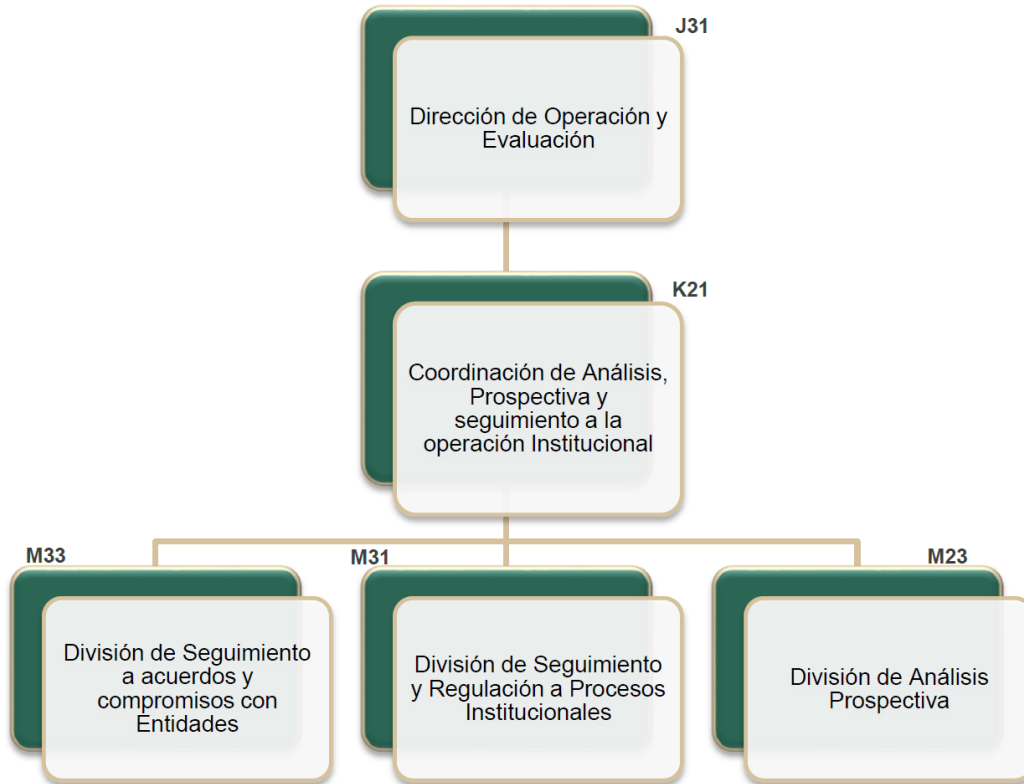 J31
Dirección de Operación y
Evaluación
K21
Coordinación de Análisis,
Prospectiva y
seguimiento a la
operación Institucional
M33
División de Seguimiento
a acuerdos y
compromisos con
Entidades
M31
División de Seguimiento
y Regulación a Procesos
Institucionales
M23
División de Análisis
Prospectiva